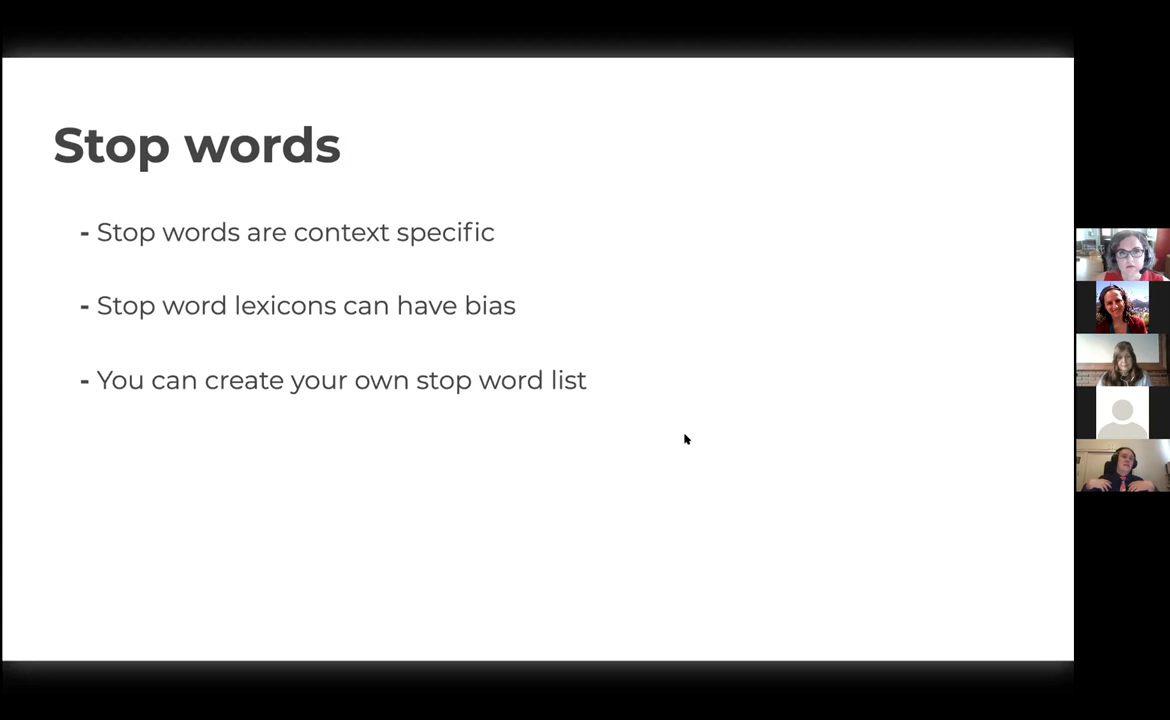 Stop words
- Stop words are context specific
- Stop word lexicons can have bias
- You can create your own stop word list